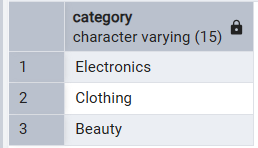 category
character varying (15)
1 Electronics
2 Clothing
3 Beauty